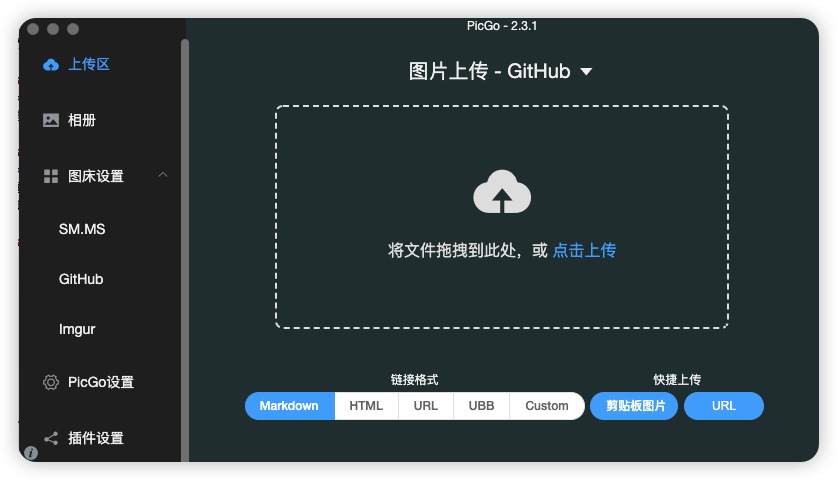 PicGo - 2.3.1
上传区
相册
图床设置
SM.MS
GitHub
Imgur
PicGo设置
插件设置
图片上传 - GitHub
将文件拖拽到此处，或 点击上传
链接格式
Markdown HTML URL UBB Custom
快捷上传
剪贴板图片 URL